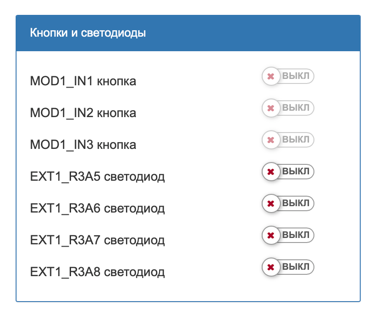 Кнопки и светодиоды
MOD1_IN1 кнопка ВЫКЛ
MOD1_IN2 кнопка ВЫКЛ
MOD1_IN3 кнопка ВЫКЛ
EXT1_R3A5 светодиод ВЫКЛ
EXT1_R3A6 светодиод ВЫКЛ
EXT1_R3A7 светодиод ВЫКЛ
EXT1_R3A8 светодиод ВЫКЛ